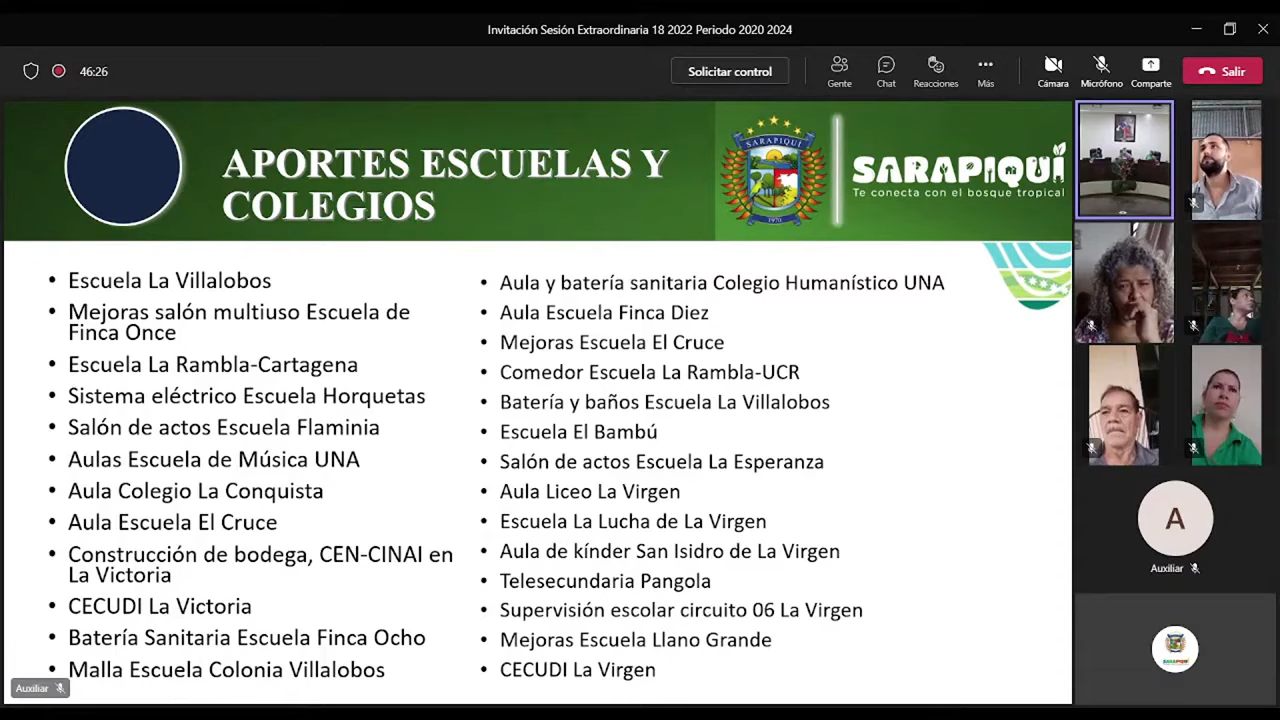 Invitación Sesión Extraordinaria 18 2022 Periodo 2020 2024
46:26
Solicitar control
Gente
Chat
Reacciones
Más
Cámara
Micrófono
Comparte
Salir
APORTES ESCUELAS Y
COLEGIOS
SARAPIQUI
1970
SARAPIQUÍ
Te conecta con el bosque tropical
• Escuela La Villalobos
• Mejoras salón multiuso Escuela de
Finca Once
• Escuela La Rambla-Cartagena
• Sistema eléctrico Escuela Horquetas
• Salón de actos Escuela Flaminia
• Aulas Escuela de Música UNA
• Aula Colegio La Conquista
• Aula Escuela El Cruce
• Construcción de bodega, CEN-CINAI en
La Victoria
• CECUDI La Victoria
• Batería Sanitaria Escuela Finca Ocho
• Malla Escuela Colonia Villalobos
• Aula y batería sanitaria Colegio Humanístico UNA
• Aula Escuela Finca Diez
• Mejoras Escuela El Cruce
• Comedor Escuela La Rambla-UCR
• Batería y baños Escuela La Villalobos
• Escuela El Bambú
• Salón de actos Escuela La Esperanza
• Aula Liceo La Virgen
• Escuela La Lucha de La Virgen
• Aula de kínder San Isidro de La Virgen
• Telesecundaria Pangola
• Supervisión escolar circuito 06 La Virgen
• Mejoras Escuela Llano Grande
• CECUDI La Virgen
Auxiliar
A
Auxiliar
SARAPIQUÍ